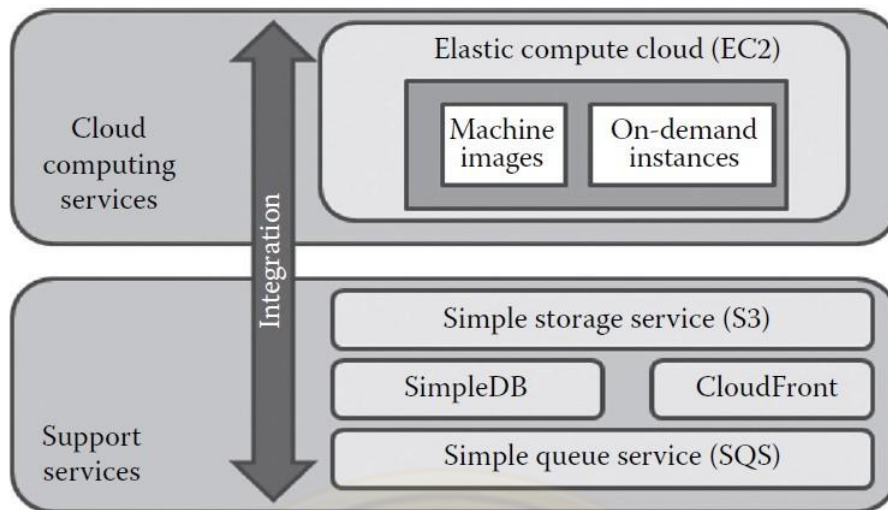 Elastic compute cloud (EC2)
Machine
images
On-demand
instances
Cloud
computing
services
Integration
Simple storage service (S3)
SimpleDB
CloudFront
Simple queue service (SQS)
Support
services